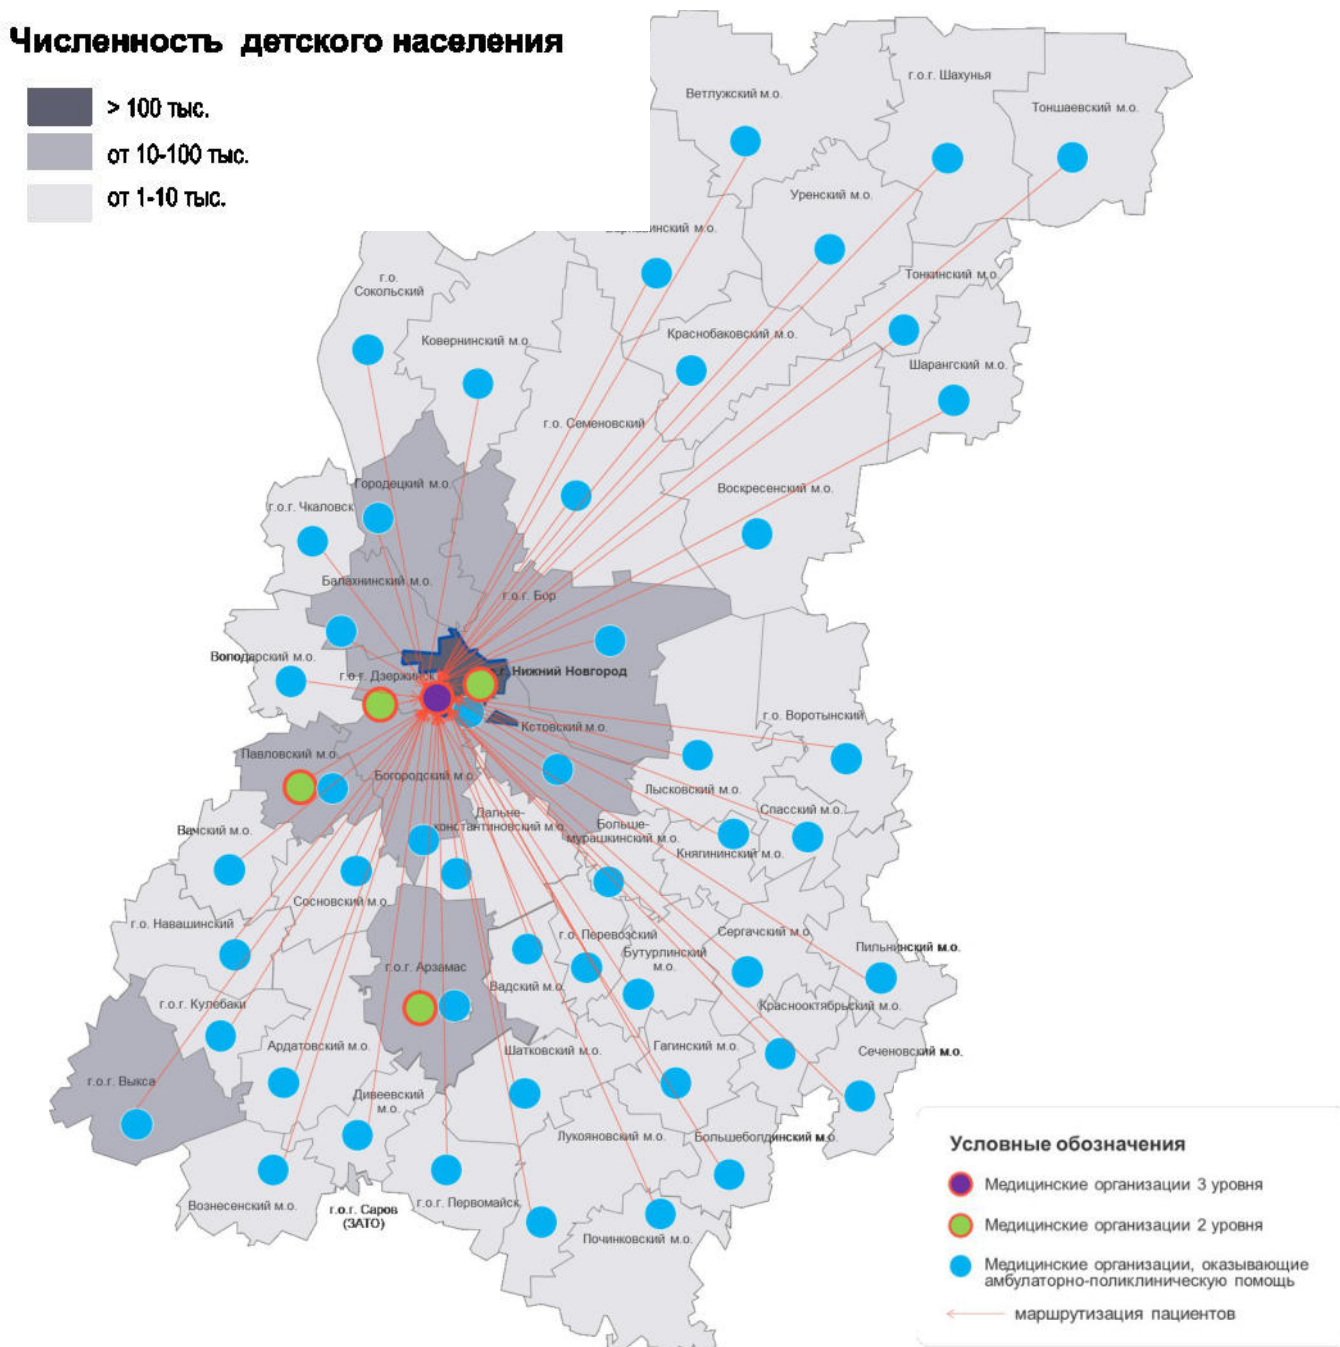 Численность детского населения
> 100 тыс.
от 10-100 тыс.
от 1-10 тыс.
г.о.г. Шахунья
Ветлужский м.о.
Тоншаевский м.о.
Уренский м.о.
м.о.
Тонкинский м.о.
г.о.
Сокольский
Ковернинский м.о.
Краснобаковский м.о.
Шарангский м.о.
г.о. Семеновский
Городецкий м.о.
Воскресенский м.о.
г.о.г. Чкаловск
Балахнинский м.о.
г.о.г. Бор
Володарский м.о.
г.о.г. Дзержинск
г. Нижний Новгород
г.о. Воротынский
Кстовский м.о.
Павловский м.о.
Богородский м.о.
Лысковский м.о.
Спасский м.о.
Дальне-
константиновский м.о.
Больше-
мурашкинский м.о.
Вачский м.о.
Княгининский м.о.
Сосновский м.о.
г.о. Навашинский
г.о. Перевозский
Сергачский м.о.
Бутурлинский
м.о.
Пильнинский м.о.
г.о.г. Арзамас
Вадский м.о.
г.о.г. Кулебаки
Краснооктябрьский м.о.
Ардатовский м.о.
Шатковский м.о.
Гагинский м.о.
Сеченовский м.о.
г.о.г. Выкса
Дивеевский
м.о.
Лукояновский м.о.
Большеболдинский м.о.
Вознесенский м.о.
г.о.г. Саров
(ЗАТО)
г.о.г. Первомайск
Починковский м.о.
Условные обозначения
Медицинские организации 3 уровня
Медицинские организации 2 уровня
Медицинские организации, оказывающие
амбулаторно-поликлиническую помощь
маршрутизация пациентов